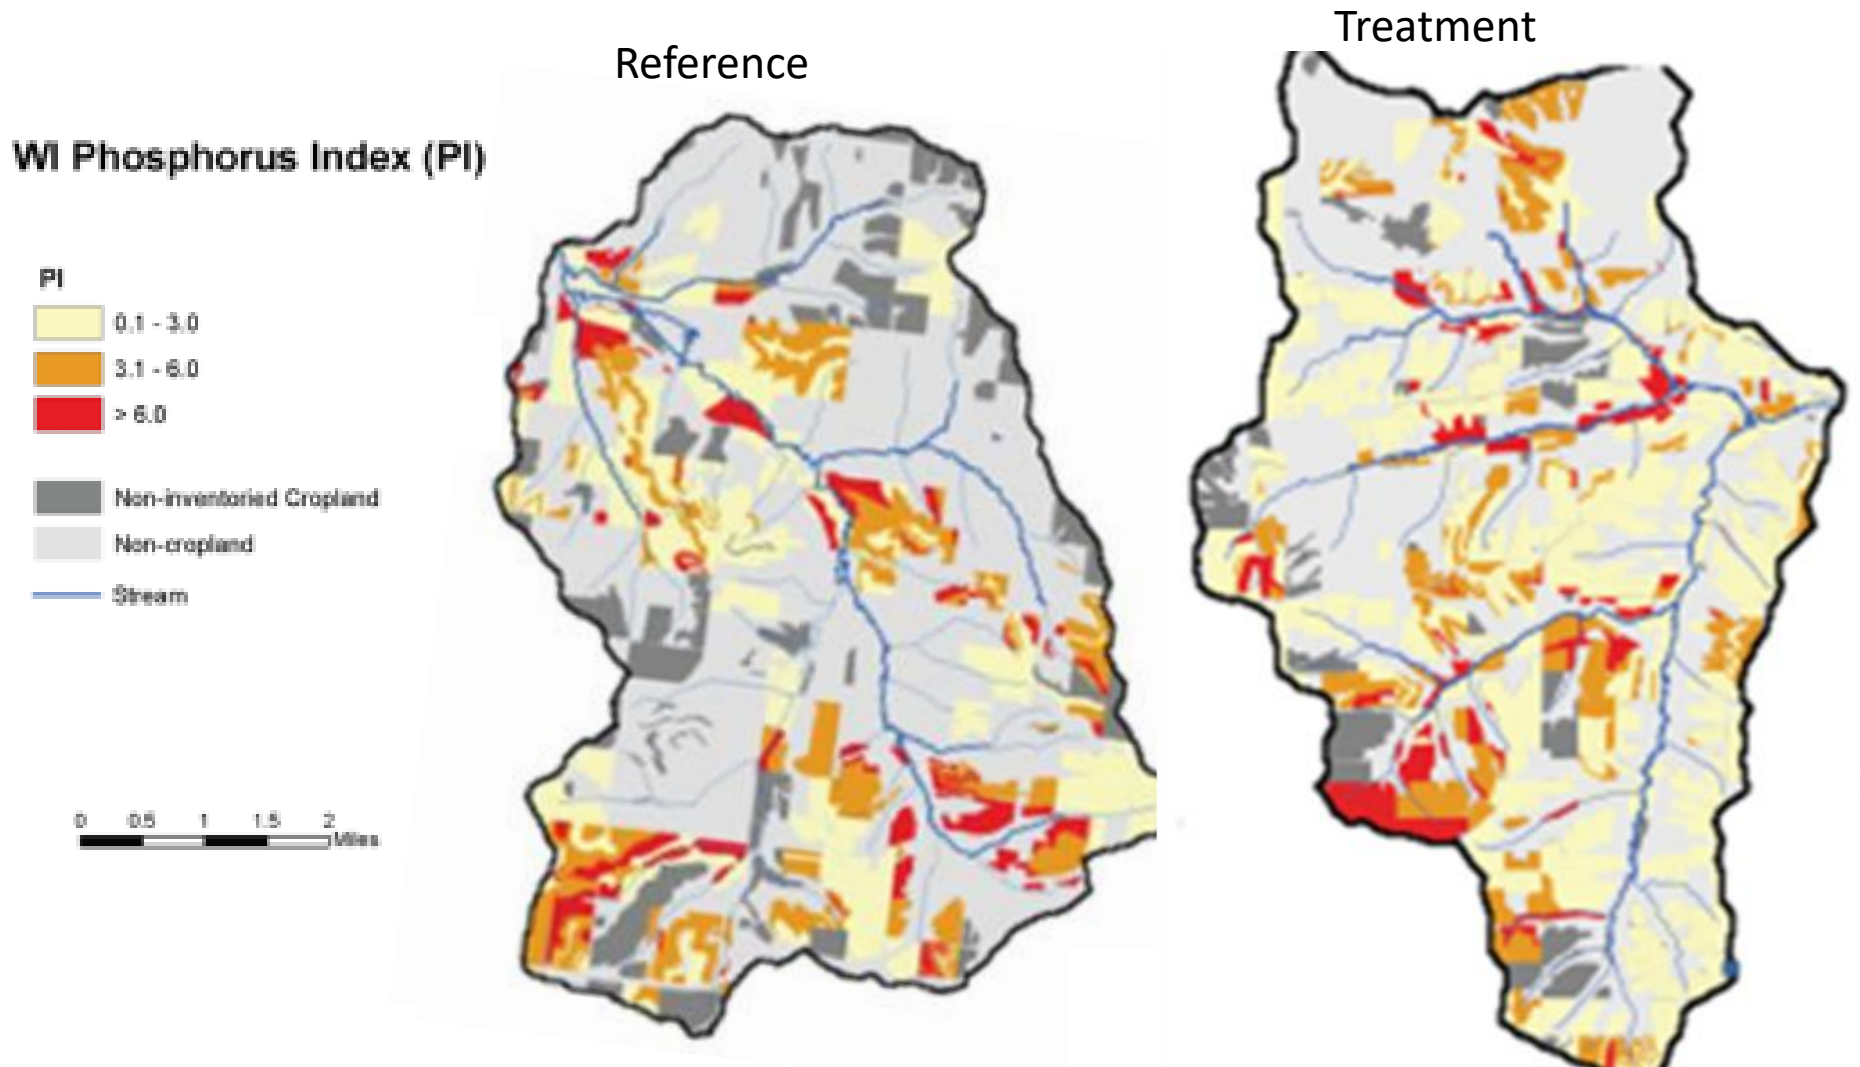 Treatment
Reference
WI Phosphorus Index (PI)
PI
0.1 - 3.0
3.1 - 6.0
> 6.0
Non-inventoried Cropland
Non-cropland
Stream
0 0.5 1 1.5 2
Miles